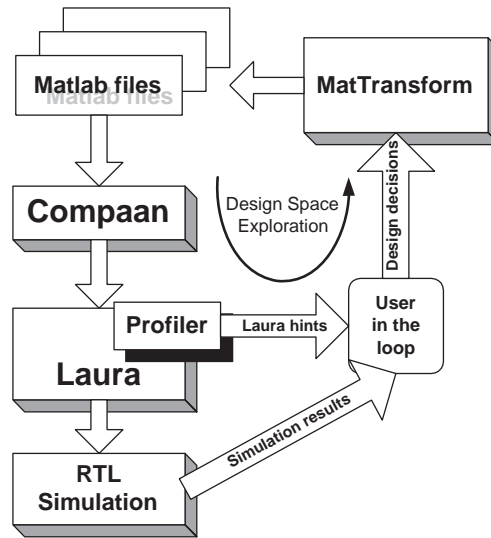 Matlab files
Matlab files
MatTransform
Compaan
Design Space
Exploration
Design decisions
Profiler
Laura hints
User
in the
loop
Laura
Simulation results
RTL
Simulation